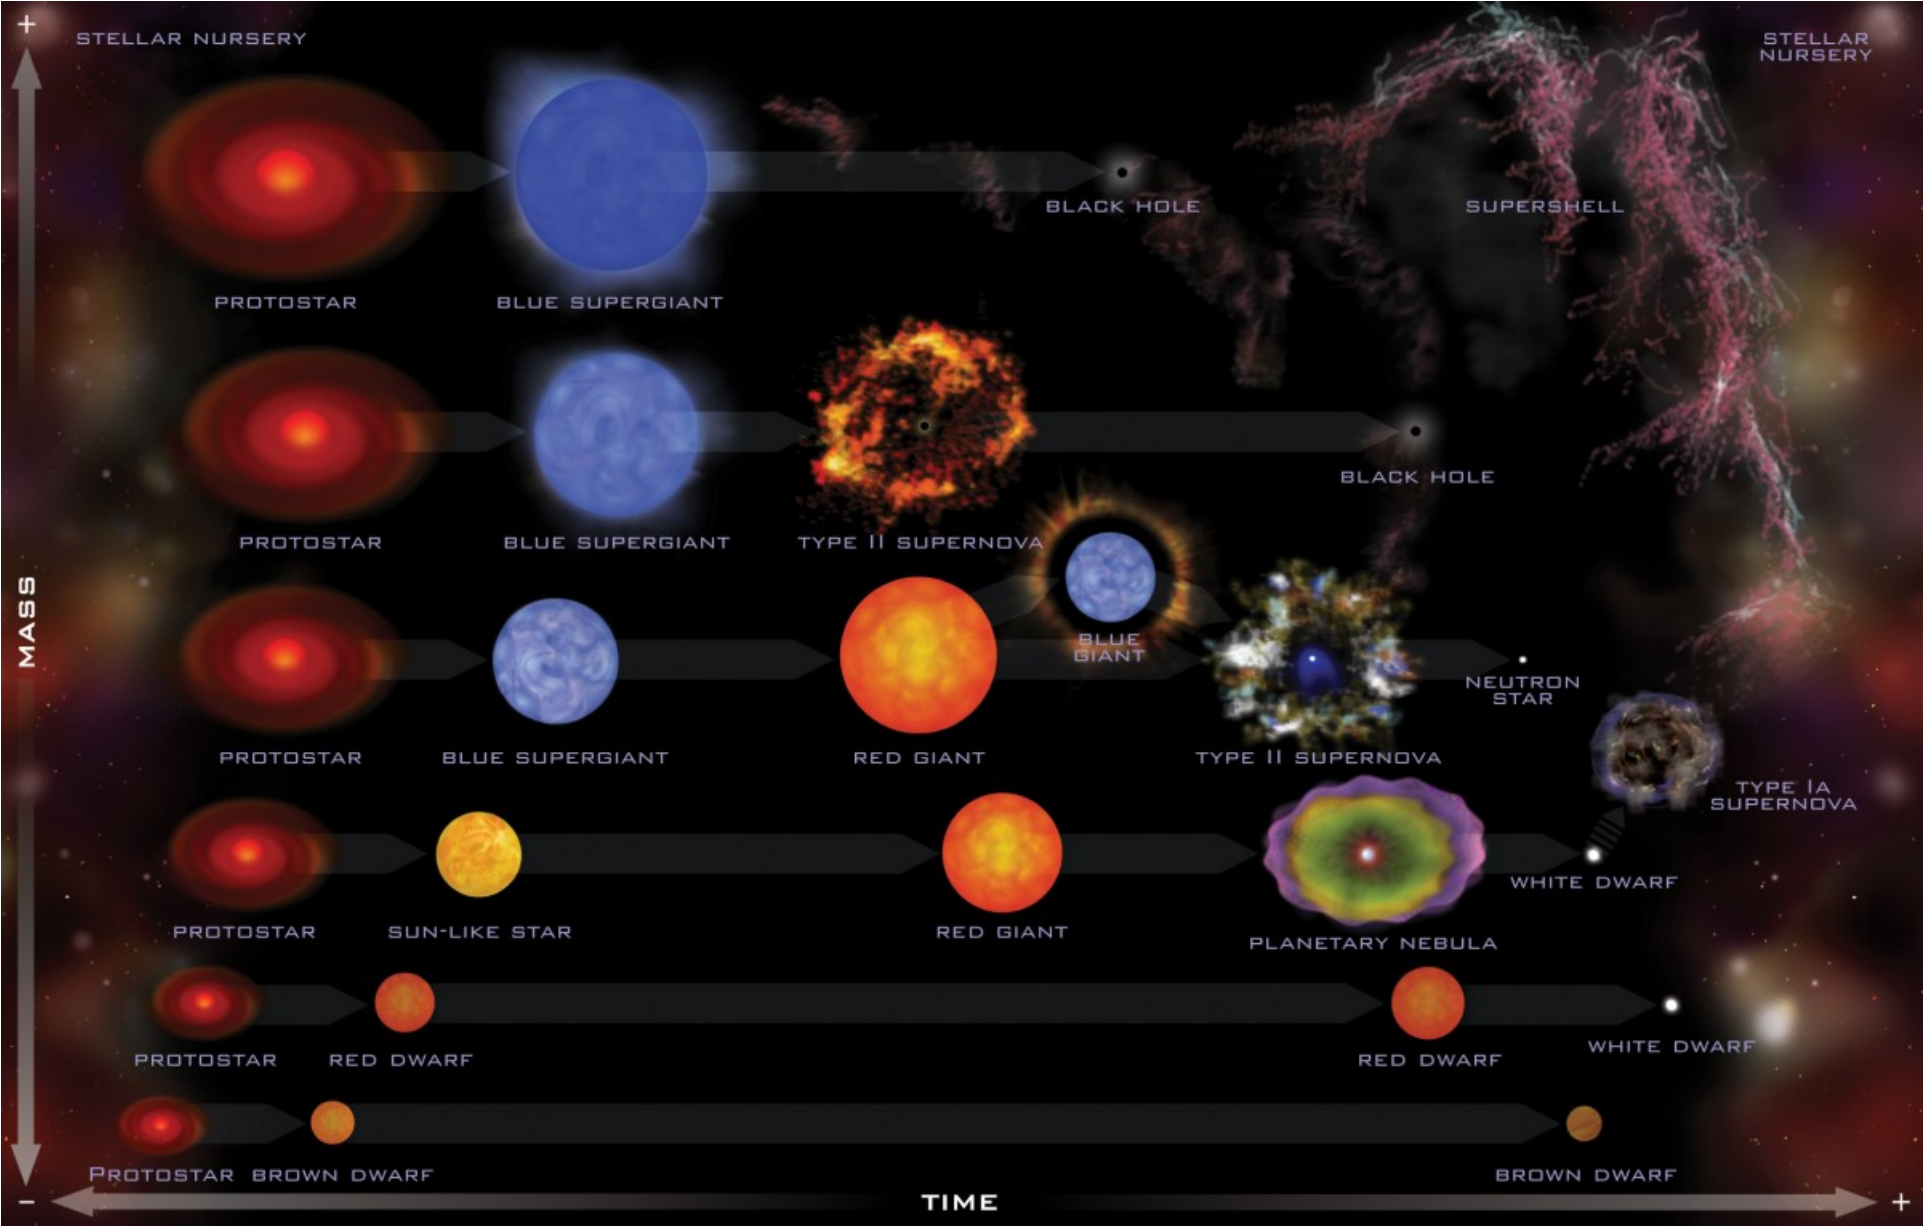 +
STELLAR NURSERY
STELLAR
NURSERY
BLACK HOLE
SUPERSHELL
PROTOSTAR
BLUE SUPERGIANT
BLACK HOLE
PROTOSTAR
BLUE SUPERGIANT
TYPE II SUPERNOVA
MASS
BLUE
GIANT
NEUTRON
STAR
PROTOSTAR
BLUE SUPERGIANT
RED GIANT
TYPE II SUPERNOVA
TYPE IA
SUPERNOVA
WHITE DWARF
PROTOSTAR
SUN-LIKE STAR
RED GIANT
PLANETARY NEBULA
WHITE DWARF
PROTOSTAR
RED DWARF
RED DWARF
PROTOSTAR
BROWN DWARF
BROWN DWARF
−
TIME
+